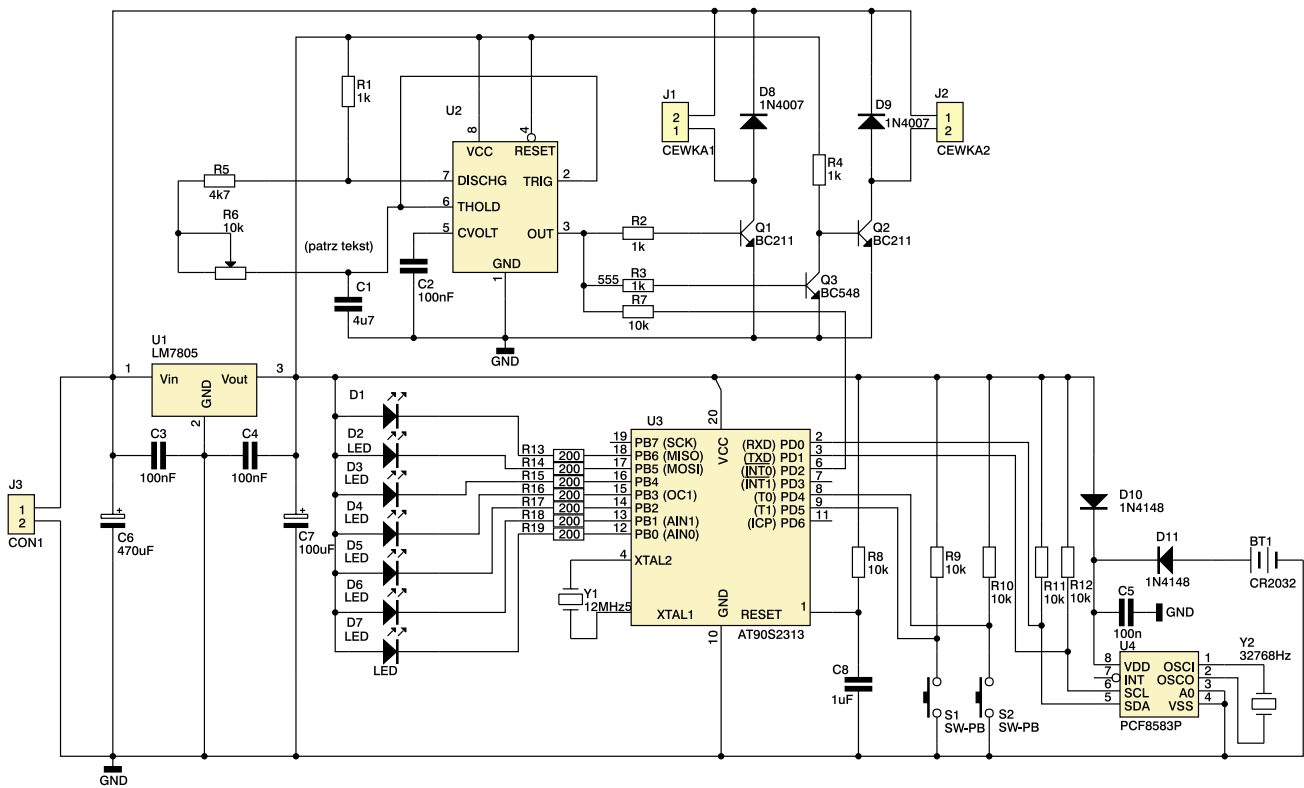 R1
1k
U2
8
VCC
4
RESET
7
DISCHG
TRIG
2
6
THOLD
5
CVOLT
OUT
3
GND
1
R5
4k7
R6
10k
(patrz tekst)
C1
4u7
C2
100nF
GND
J1
2
1
CEWKA1
D8
1N4007
D9
1N4007
J2
1
2
CEWKA2
R4
1k
R2
1k
555
R3
1k
R7
10k
Q1
BC211
Q2
BC211
Q3
BC548
U1
LM7805
1
Vin
Vout
3
GND
2
C3
100nF
C4
100nF
J3
1
2
CON1
+
C6
470uF
+
C7
100uF
GND
D1
D2
LED
D3
LED
D4
LED
D5
LED
D6
LED
D7
LED
LED
R13
200
R14
200
R15
200
R16
200
R17
200
R18
200
R19
200
Y1
12MHz5
U3
20
VCC
19
PB7 (SCK)
18
PB6 (MISO)
17
PB5 (MOSI)
16
PB4
15
PB3 (OC1)
14
PB2
13
PB1 (AIN1)
12
PB0 (AIN0)
4
XTAL2
5
XTAL1
(RXD) PD0
2
(TXD) PD1
3
(INT0) PD2
6
(INT1) PD3
7
(T0) PD4
8
(T1) PD5
9
(ICP) PD6
11
GND
10
RESET
1
AT90S2313
R8
10k
C8
1uF
R9
10k
R10
10k
R11
10k
R12
10k
S1
SW-PB
S2
SW-PB
D10
1N4148
D11
1N4148
BT1
CR2032
C5
100n
GND
U4
8
VDD
7
INT
6
SCL
5
SDA
OSCI
1
OSCO
2
A0
3
VSS
4
PCF8583P
Y2
32768Hz